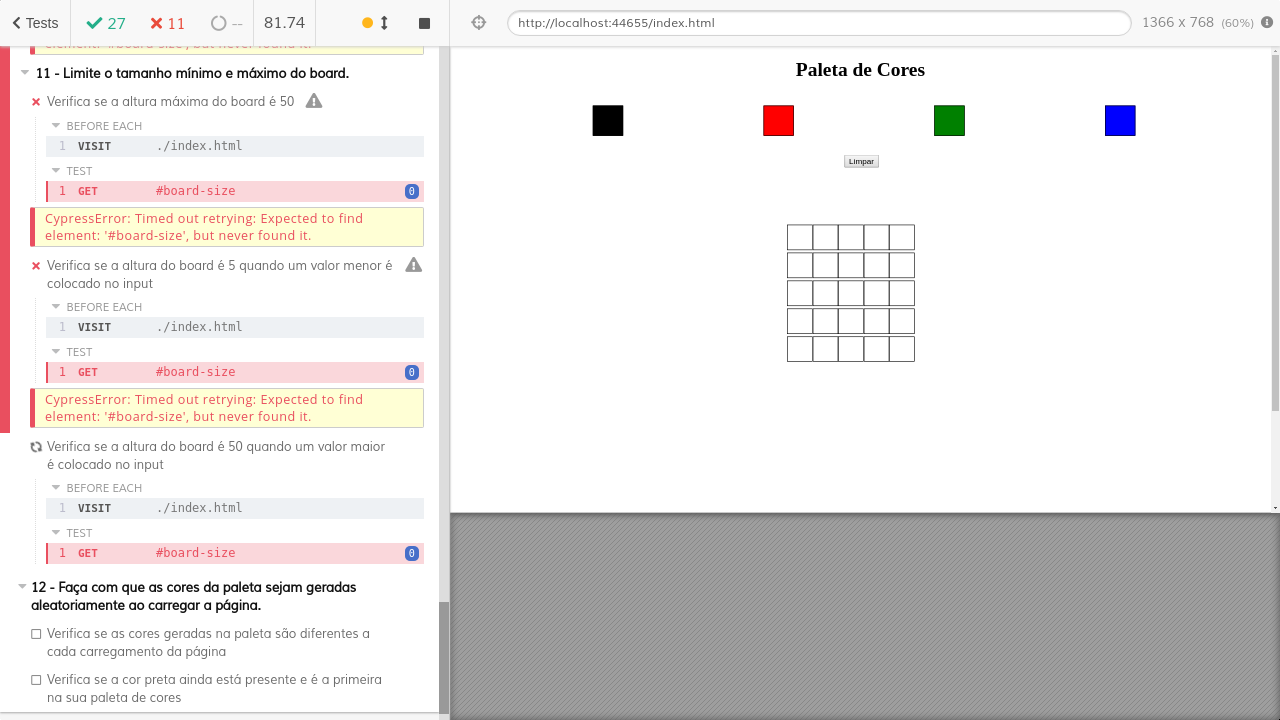 Tests
27
11
--
81.74
http://localhost:44655/index.html
1366 x 768 (60%)
element: '#board-size', but never found it.
11 - Limite o tamanho mínimo e máximo do board.
Verifica se a altura máxima do board é 50
BEFORE EACH
1 VISIT ./index.html
TEST
1 GET #board-size 0
CypressError: Timed out retrying: Expected to find
element: '#board-size', but never found it.
Verifica se a altura do board é 5 quando um valor menor é
colocado no input
BEFORE EACH
1 VISIT ./index.html
TEST
1 GET #board-size 0
CypressError: Timed out retrying: Expected to find
element: '#board-size', but never found it.
Verifica se a altura do board é 50 quando um valor maior
é colocado no input
BEFORE EACH
1 VISIT ./index.html
TEST
1 GET #board-size 0
12 - Faça com que as cores da paleta sejam geradas
aleatoriamente ao carregar a página.
Verifica se as cores geradas na paleta são diferentes a
cada carregamento da página
Verifica se a cor preta ainda está presente e é a primeira
na sua paleta de cores
Paleta de Cores
Limpar